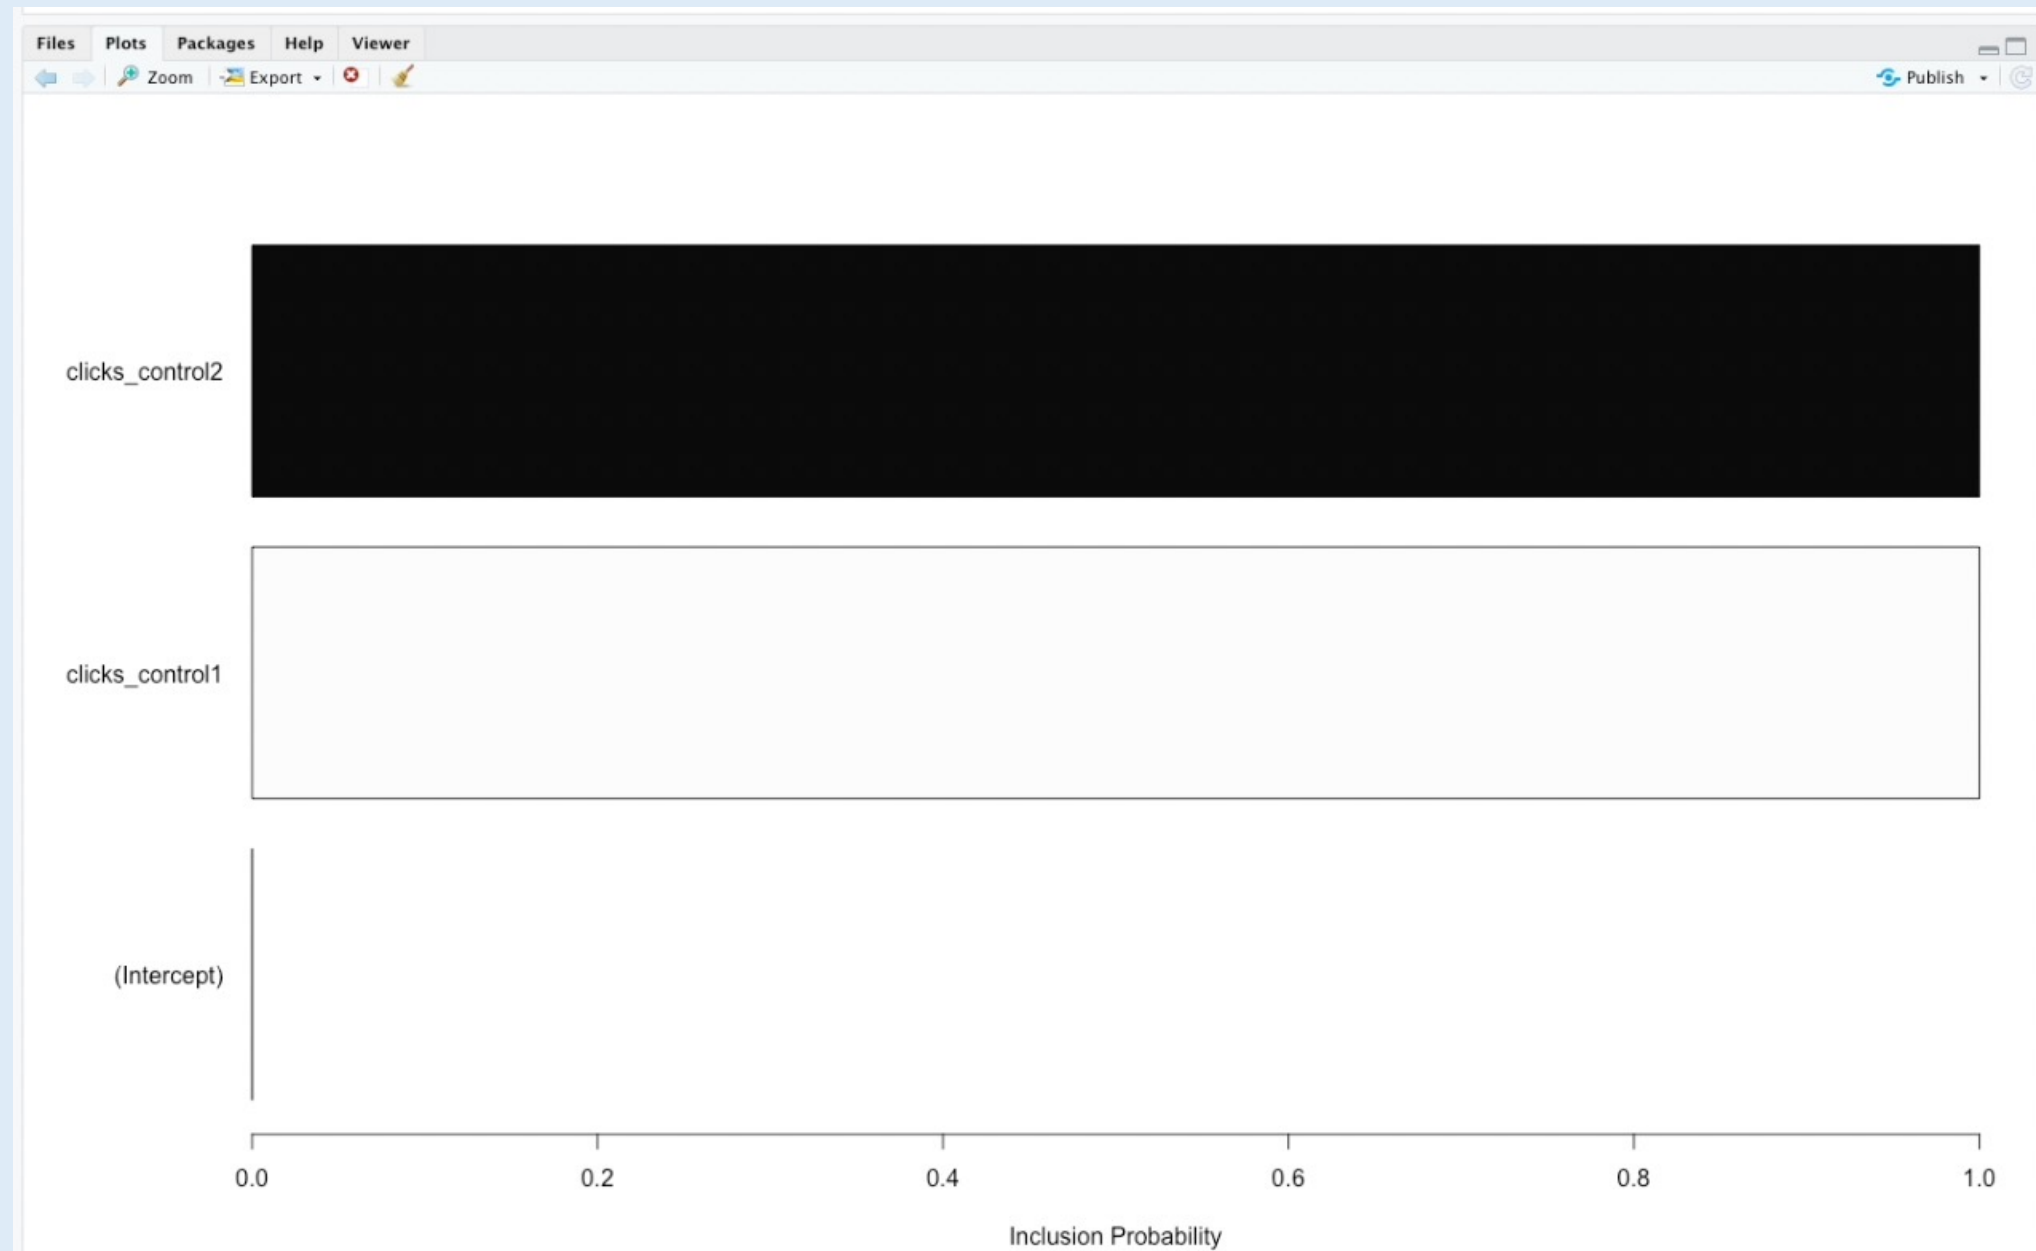 Files Plots Packages Help Viewer
Zoom Export Publish
clicks_control2
clicks_control1
(Intercept)
0.0 0.2 0.4 0.6 0.8 1.0
Inclusion Probability